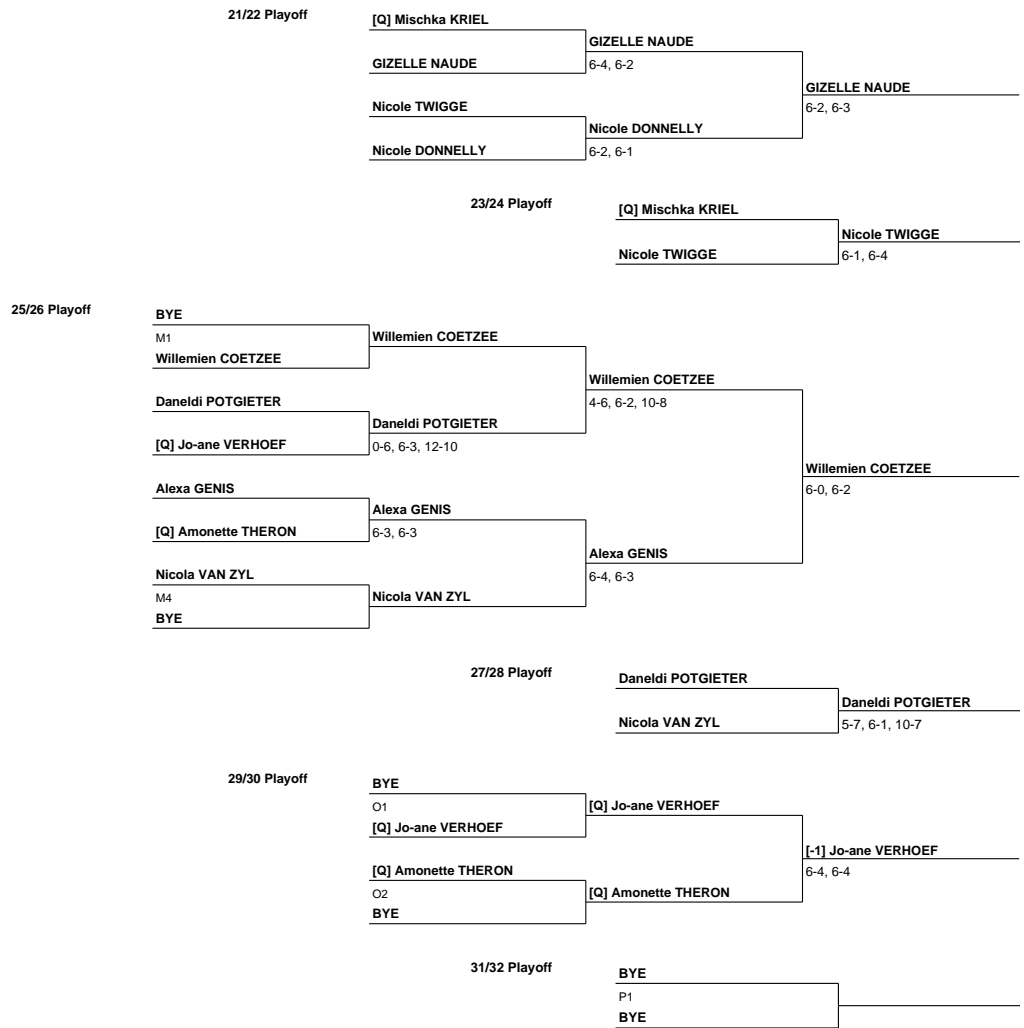 21/22 Playoff
[Q] Mischka KRIEL
GIZELLE NAUDE
GIZELLE NAUDE
6-4, 6-2
GIZELLE NAUDE
6-2, 6-3
Nicole TWIGGE
Nicole DONNELLY
Nicole DONNELLY
6-2, 6-1
23/24 Playoff
[Q] Mischka KRIEL
Nicole TWIGGE
Nicole TWIGGE
6-1, 6-4
25/26 Playoff
BYE
M1
Willemien COETZEE
Willemien COETZEE
Willemien COETZEE
4-6, 6-2, 10-8
Daneldi POTGIETER
Daneldi POTGIETER
[Q] Jo-ane VERHOEF
0-6, 6-3, 12-10
Willemien COETZEE
6-0, 6-2
Alexa GENIS
Alexa GENIS
[Q] Amonette THERON
6-3, 6-3
Alexa GENIS
6-4, 6-3
Nicola VAN ZYL
M4
Nicola VAN ZYL
BYE
27/28 Playoff
Daneldi POTGIETER
Daneldi POTGIETER
Nicola VAN ZYL
5-7, 6-1, 10-7
29/30 Playoff
BYE
O1
[Q] Jo-ane VERHOEF
[Q] Jo-ane VERHOEF
[-1] Jo-ane VERHOEF
6-4, 6-4
[Q] Amonette THERON
O2
[Q] Amonette THERON
BYE
31/32 Playoff
BYE
P1
BYE